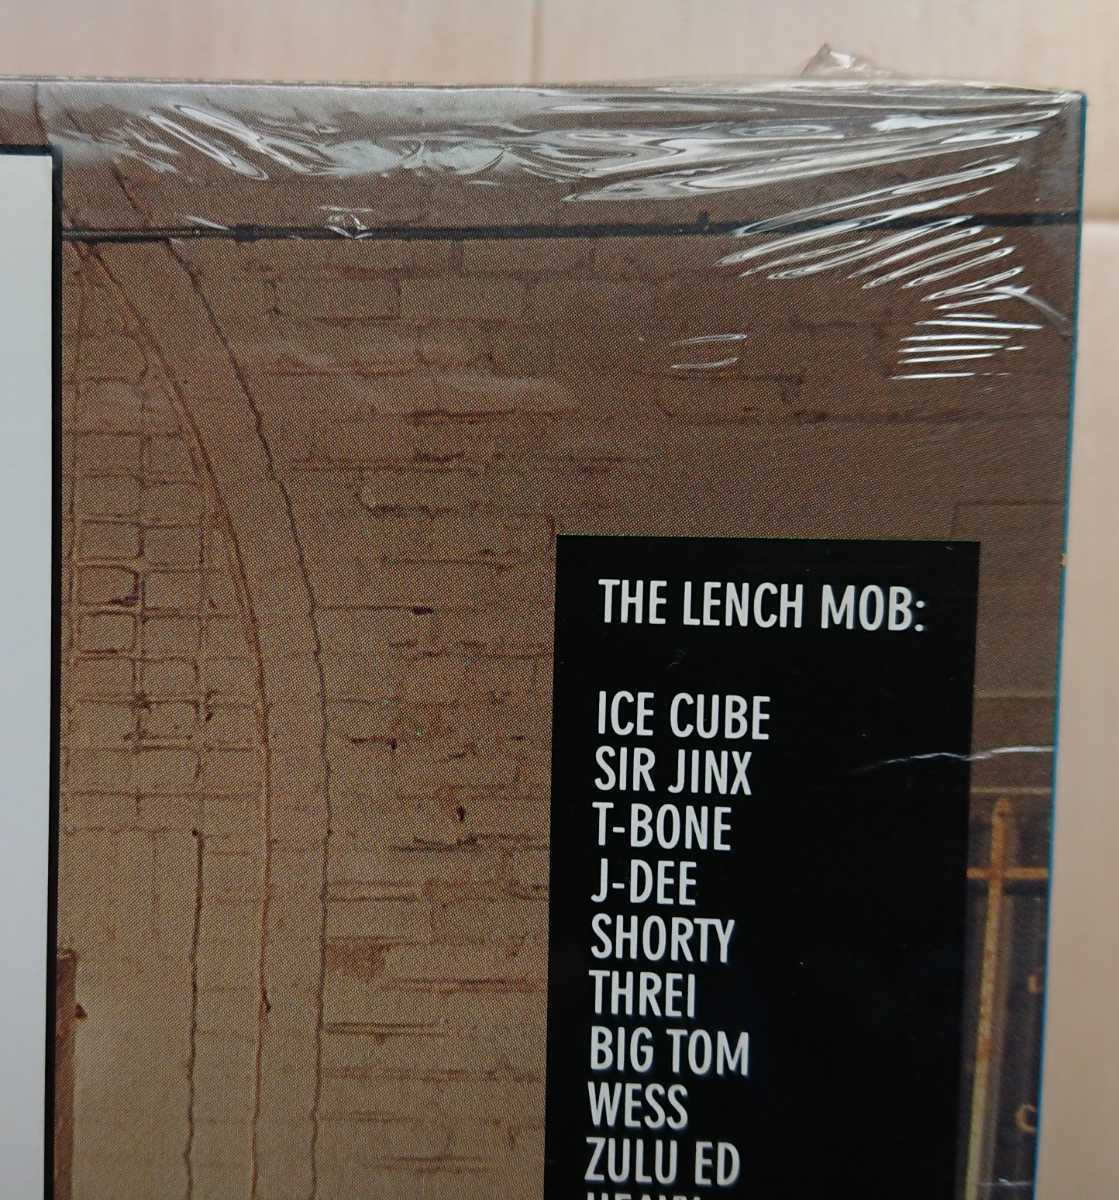 THE LENCH MOB:
ICE CUBE
SIR JINX
T-BONE
J-DEE
SHORTY
THREI
BIG TOM
WESS
ZULU ED